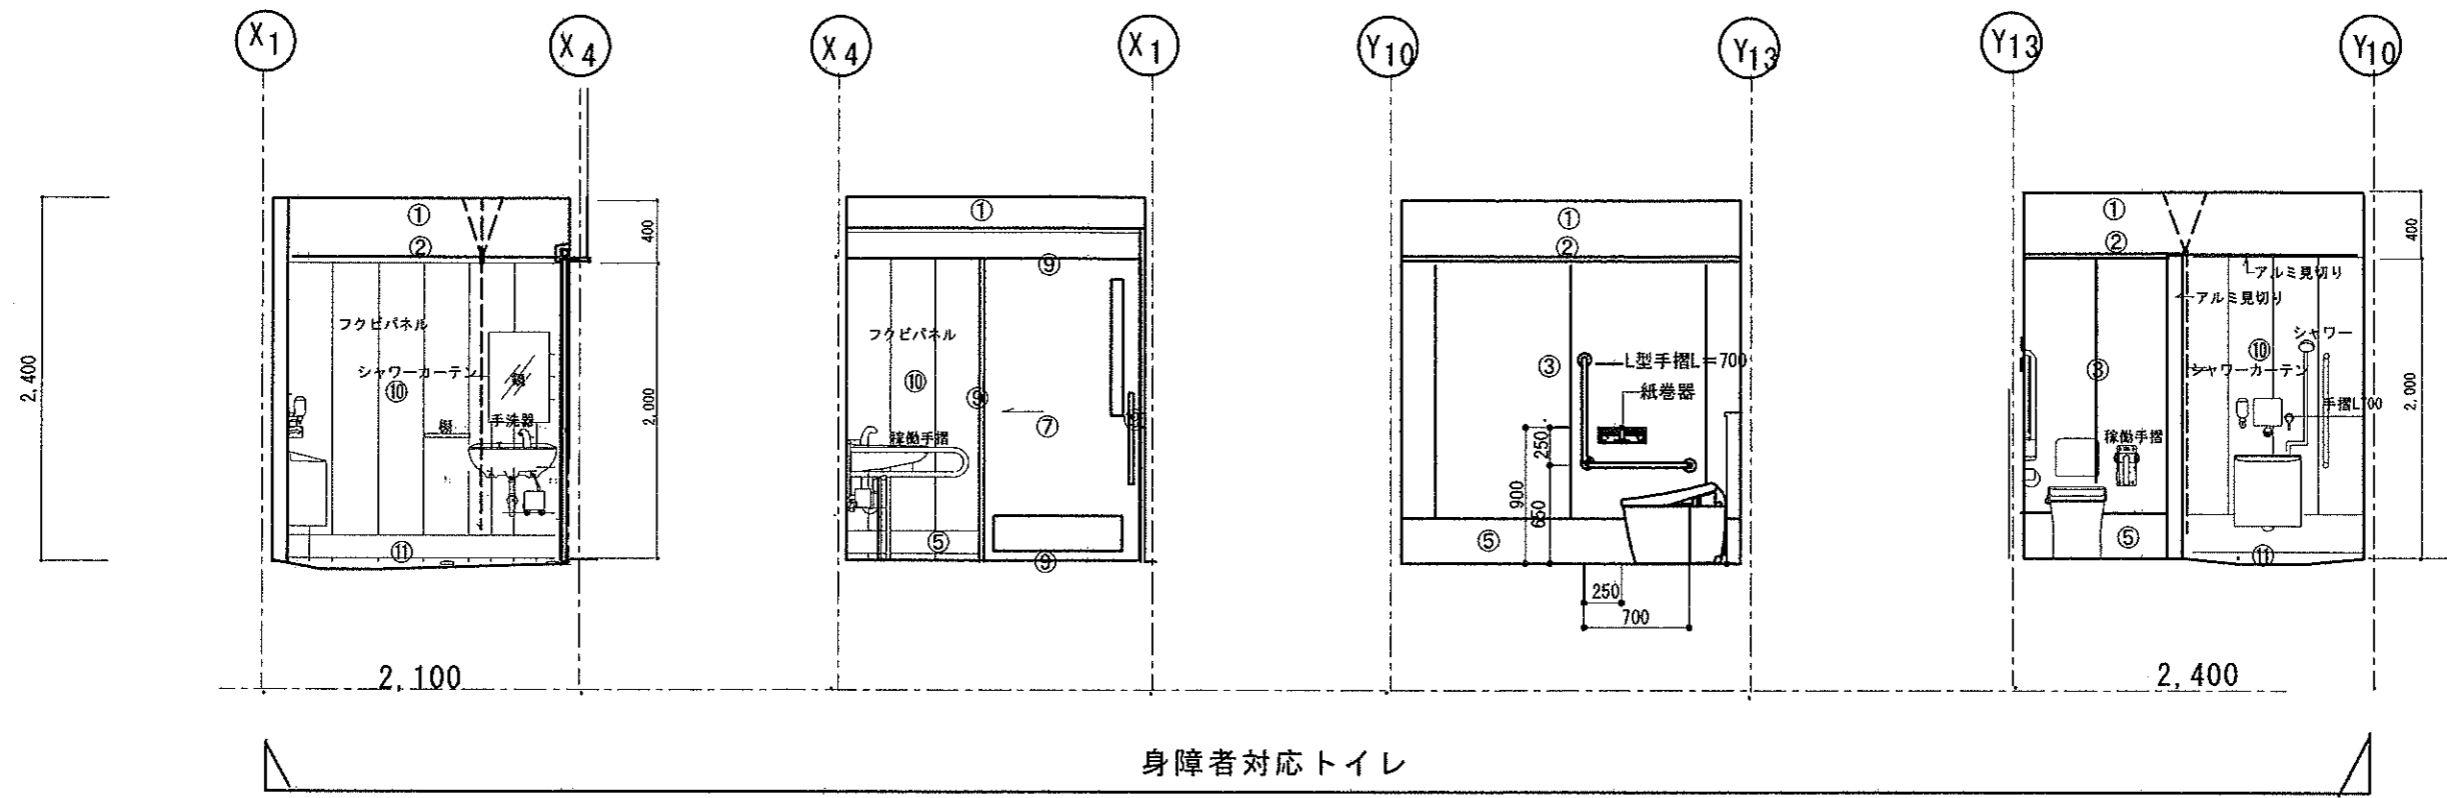 X1
X4
X4
X1
Y10
Y13
Y13
Y10
2,400
①
②
フクビパネル
シャワーカーテン
⑩
鏡
棚
手洗器
⑪
400
2,000
①
⑨
フクビパネル
⑩
⑨
⑦
稼働手摺
⑤
⑨
①
②
③
L型手摺L=700
紙巻器
250
900
650
⑤
250
700
①
②
アルミ見切り
アルミ見切り
シャワー
⑩
③
シャワーカーテン
手摺L700
稼働手摺
⑤
⑪
400
2,000
2,100
2,400
身障者対応トイレ